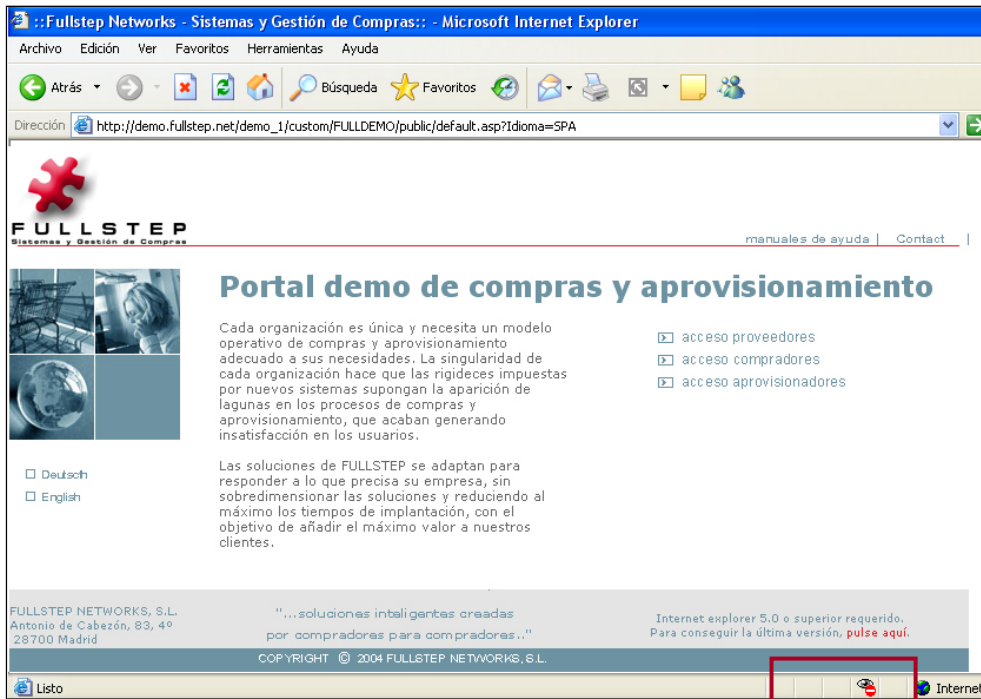 ::Fullstep Networks - Sistemas y Gestión de Compras:: - Microsoft Internet Explorer
Archivo Edición Ver Favoritos Herramientas Ayuda
Atrás Búsqueda Favoritos
Dirección http://demo.fullstep.net/demo_1/custom/FULLDEMO/public/default.asp?Idioma=SPA
FULLSTEP
Sistemas y Gestión de Compras
manuales de ayuda | Contact |
Portal demo de compras y aprovisionamiento
Cada organización es única y necesita un modelo
operativo de compras y aprovisionamiento
adecuado a sus necesidades. La singularidad de
cada organización hace que las rigideces impuestas
por nuevos sistemas supongan la aparición de
lagunas en los procesos de compras y
aprovisionamiento, que acaban generando
insatisfacción en los usuarios.
Las soluciones de FULLSTEP se adaptan para
responder a lo que precisa su empresa, sin
sobredimensionar las soluciones y reduciendo al
máximo los tiempos de implantación, con el
objetivo de añadir el máximo valor a nuestros
clientes.
acceso proveedores
acceso compradores
acceso aprovisionadores
Deutsch
English
FULLSTEP NETWORKS, S.L.
Antonio de Cabezón, 83, 4º
28700 Madrid
"...soluciones inteligentes creadas
por compradores para compradores.."
Internet explorer 5.0 o superior requerido.
Para conseguir la última versión, pulse aquí.
COPYRIGHT © 2004 FULLSTEP NETWORKS, S.L.
Listo
Internet